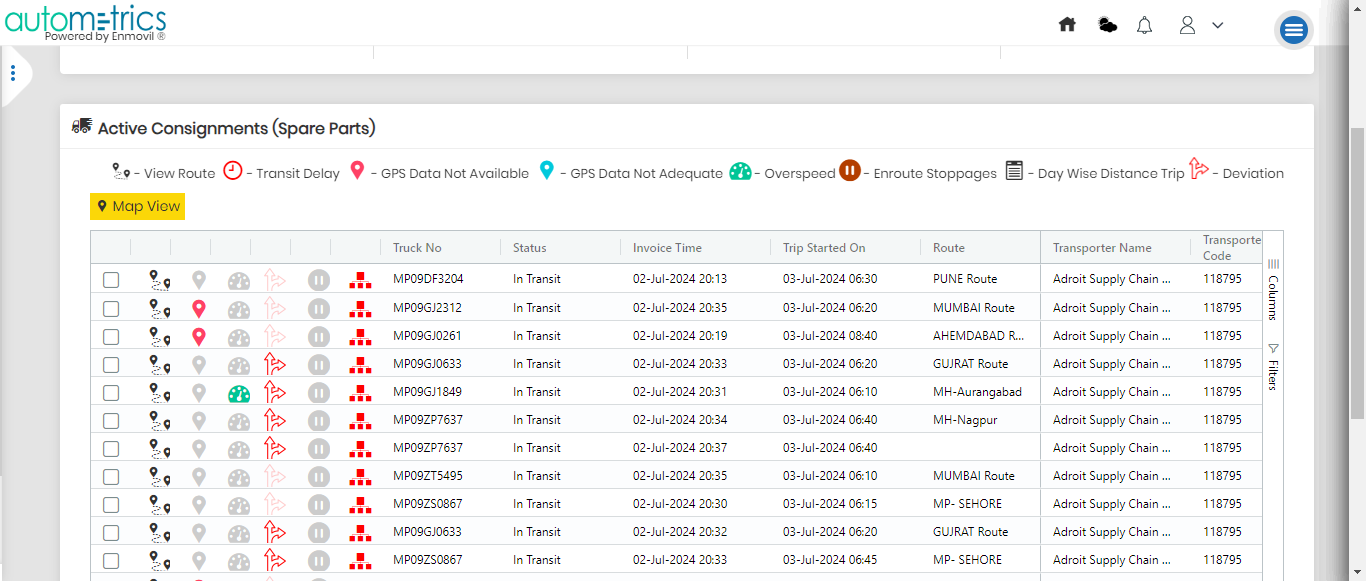 autometrics
Powered by Enmovil ®
Active Consignments (Spare Parts)
- View Route - Transit Delay - GPS Data Not Available - GPS Data Not Adequate - Overspeed - Enroute Stoppages - Day Wise Distance Trip - Deviation
Map View
Truck No Status Invoice Time Trip Started On Route Transporter Name Transporte Code
MP09DF3204 In Transit 02-Jul-2024 20:13 03-Jul-2024 06:30 PUNE Route Adroit Supply Chain ... 118795
MP09GJ2312 In Transit 02-Jul-2024 20:35 03-Jul-2024 06:20 MUMBAI Route Adroit Supply Chain ... 118795
MP09GJ0261 In Transit 02-Jul-2024 20:19 03-Jul-2024 08:40 AHEMDABAD R... Adroit Supply Chain ... 118795
MP09GJ0633 In Transit 02-Jul-2024 20:33 03-Jul-2024 06:20 GUJRAT Route Adroit Supply Chain ... 118795
MP09GJ1849 In Transit 02-Jul-2024 20:31 03-Jul-2024 06:10 MH-Aurangabad Adroit Supply Chain ... 118795
MP09ZP7637 In Transit 02-Jul-2024 20:34 03-Jul-2024 06:40 MH-Nagpur Adroit Supply Chain ... 118795
MP09ZP7637 In Transit 02-Jul-2024 20:37 03-Jul-2024 06:40 Adroit Supply Chain ... 118795
MP09ZT5495 In Transit 02-Jul-2024 20:35 03-Jul-2024 06:10 MUMBAI Route Adroit Supply Chain ... 118795
MP09ZS0867 In Transit 02-Jul-2024 20:30 03-Jul-2024 06:15 MP- SEHORE Adroit Supply Chain ... 118795
MP09GJ0633 In Transit 02-Jul-2024 20:32 03-Jul-2024 06:20 GUJRAT Route Adroit Supply Chain ... 118795
MP09ZS0867 In Transit 02-Jul-2024 20:33 03-Jul-2024 06:45 MP- SEHORE Adroit Supply Chain ... 118795
Columns
Filters